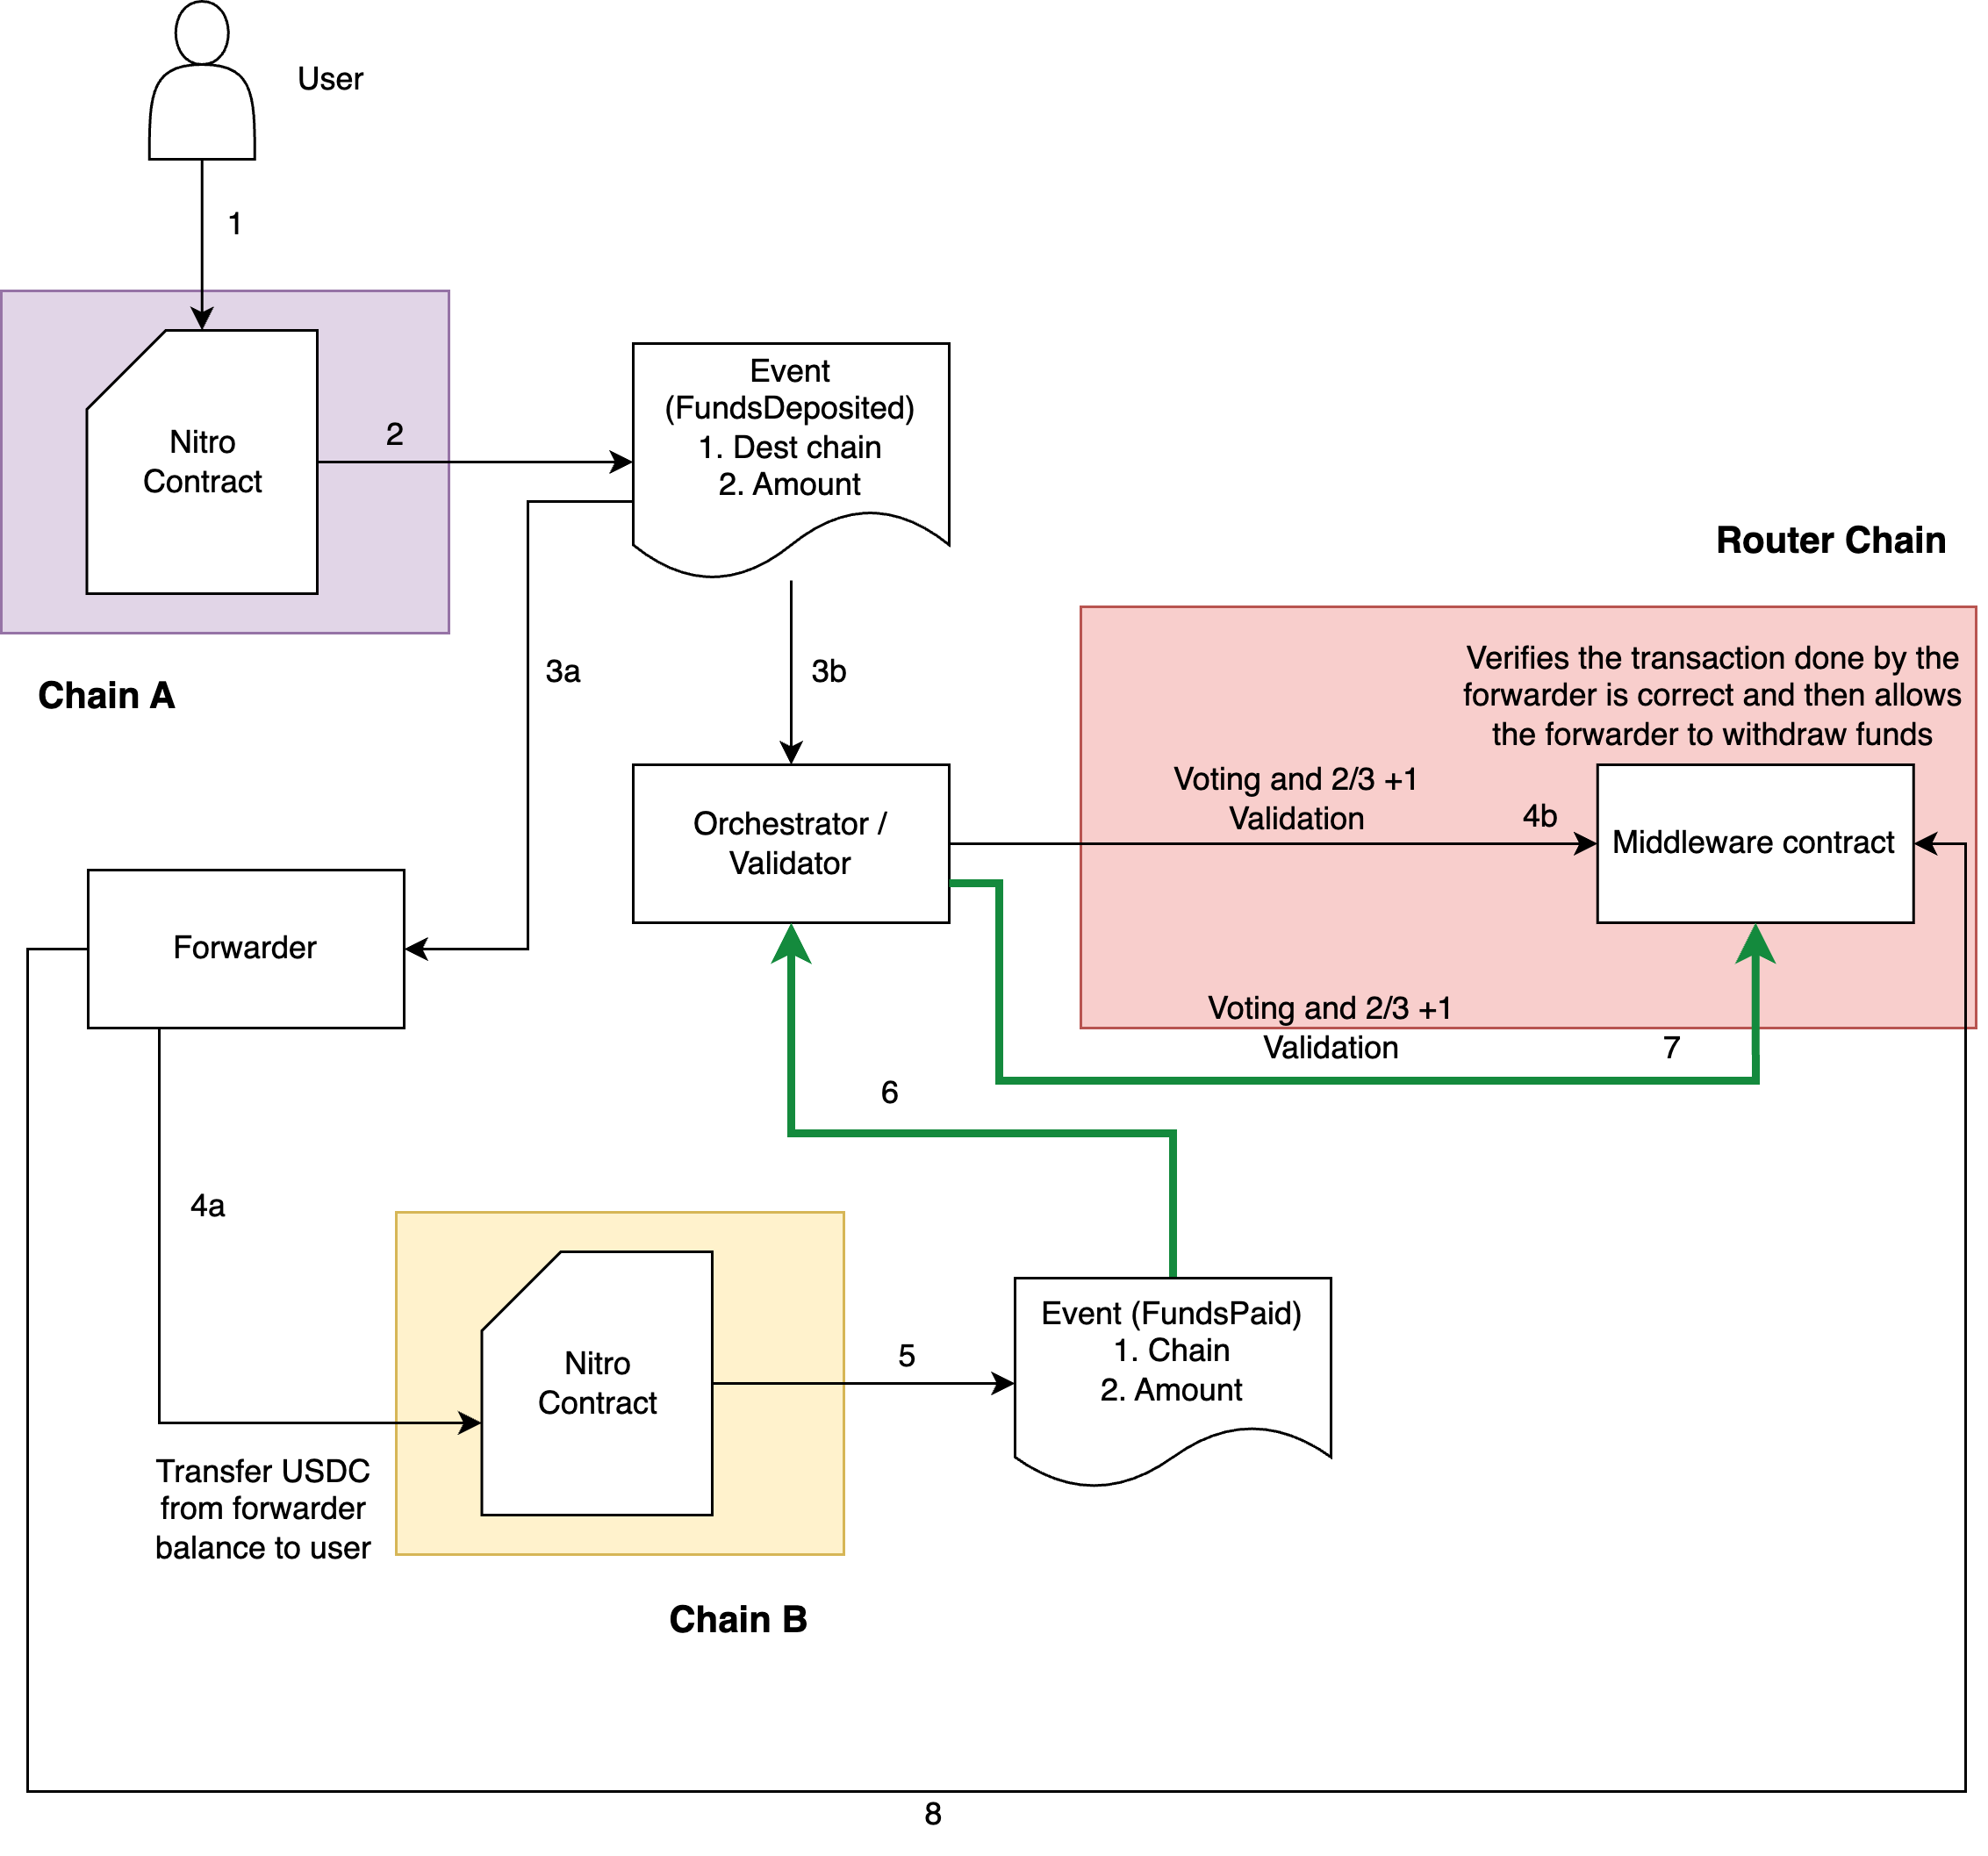 User
1
Nitro
Contract
2
Event
(FundsDeposited)
1. Dest chain
2. Amount
Chain A
3a
3b
Router Chain
Verifies the transaction done by the
forwarder is correct and then allows
the forwarder to withdraw funds
Orchestrator /
Validator
Voting and 2/3 +1
Validation
4b
Middleware contract
Forwarder
Voting and 2/3 +1
Validation
7
6
4a
Nitro
Contract
5
Event (FundsPaid)
1. Chain
2. Amount
Transfer USDC
from forwarder
balance to user
Chain B
8